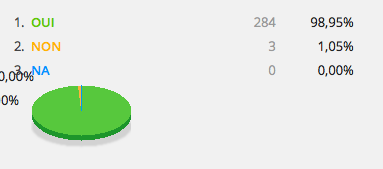 1. OUI 284 98,95%
2. NON 3 1,05%
3. NA 0 0,00%
0,00%
0%